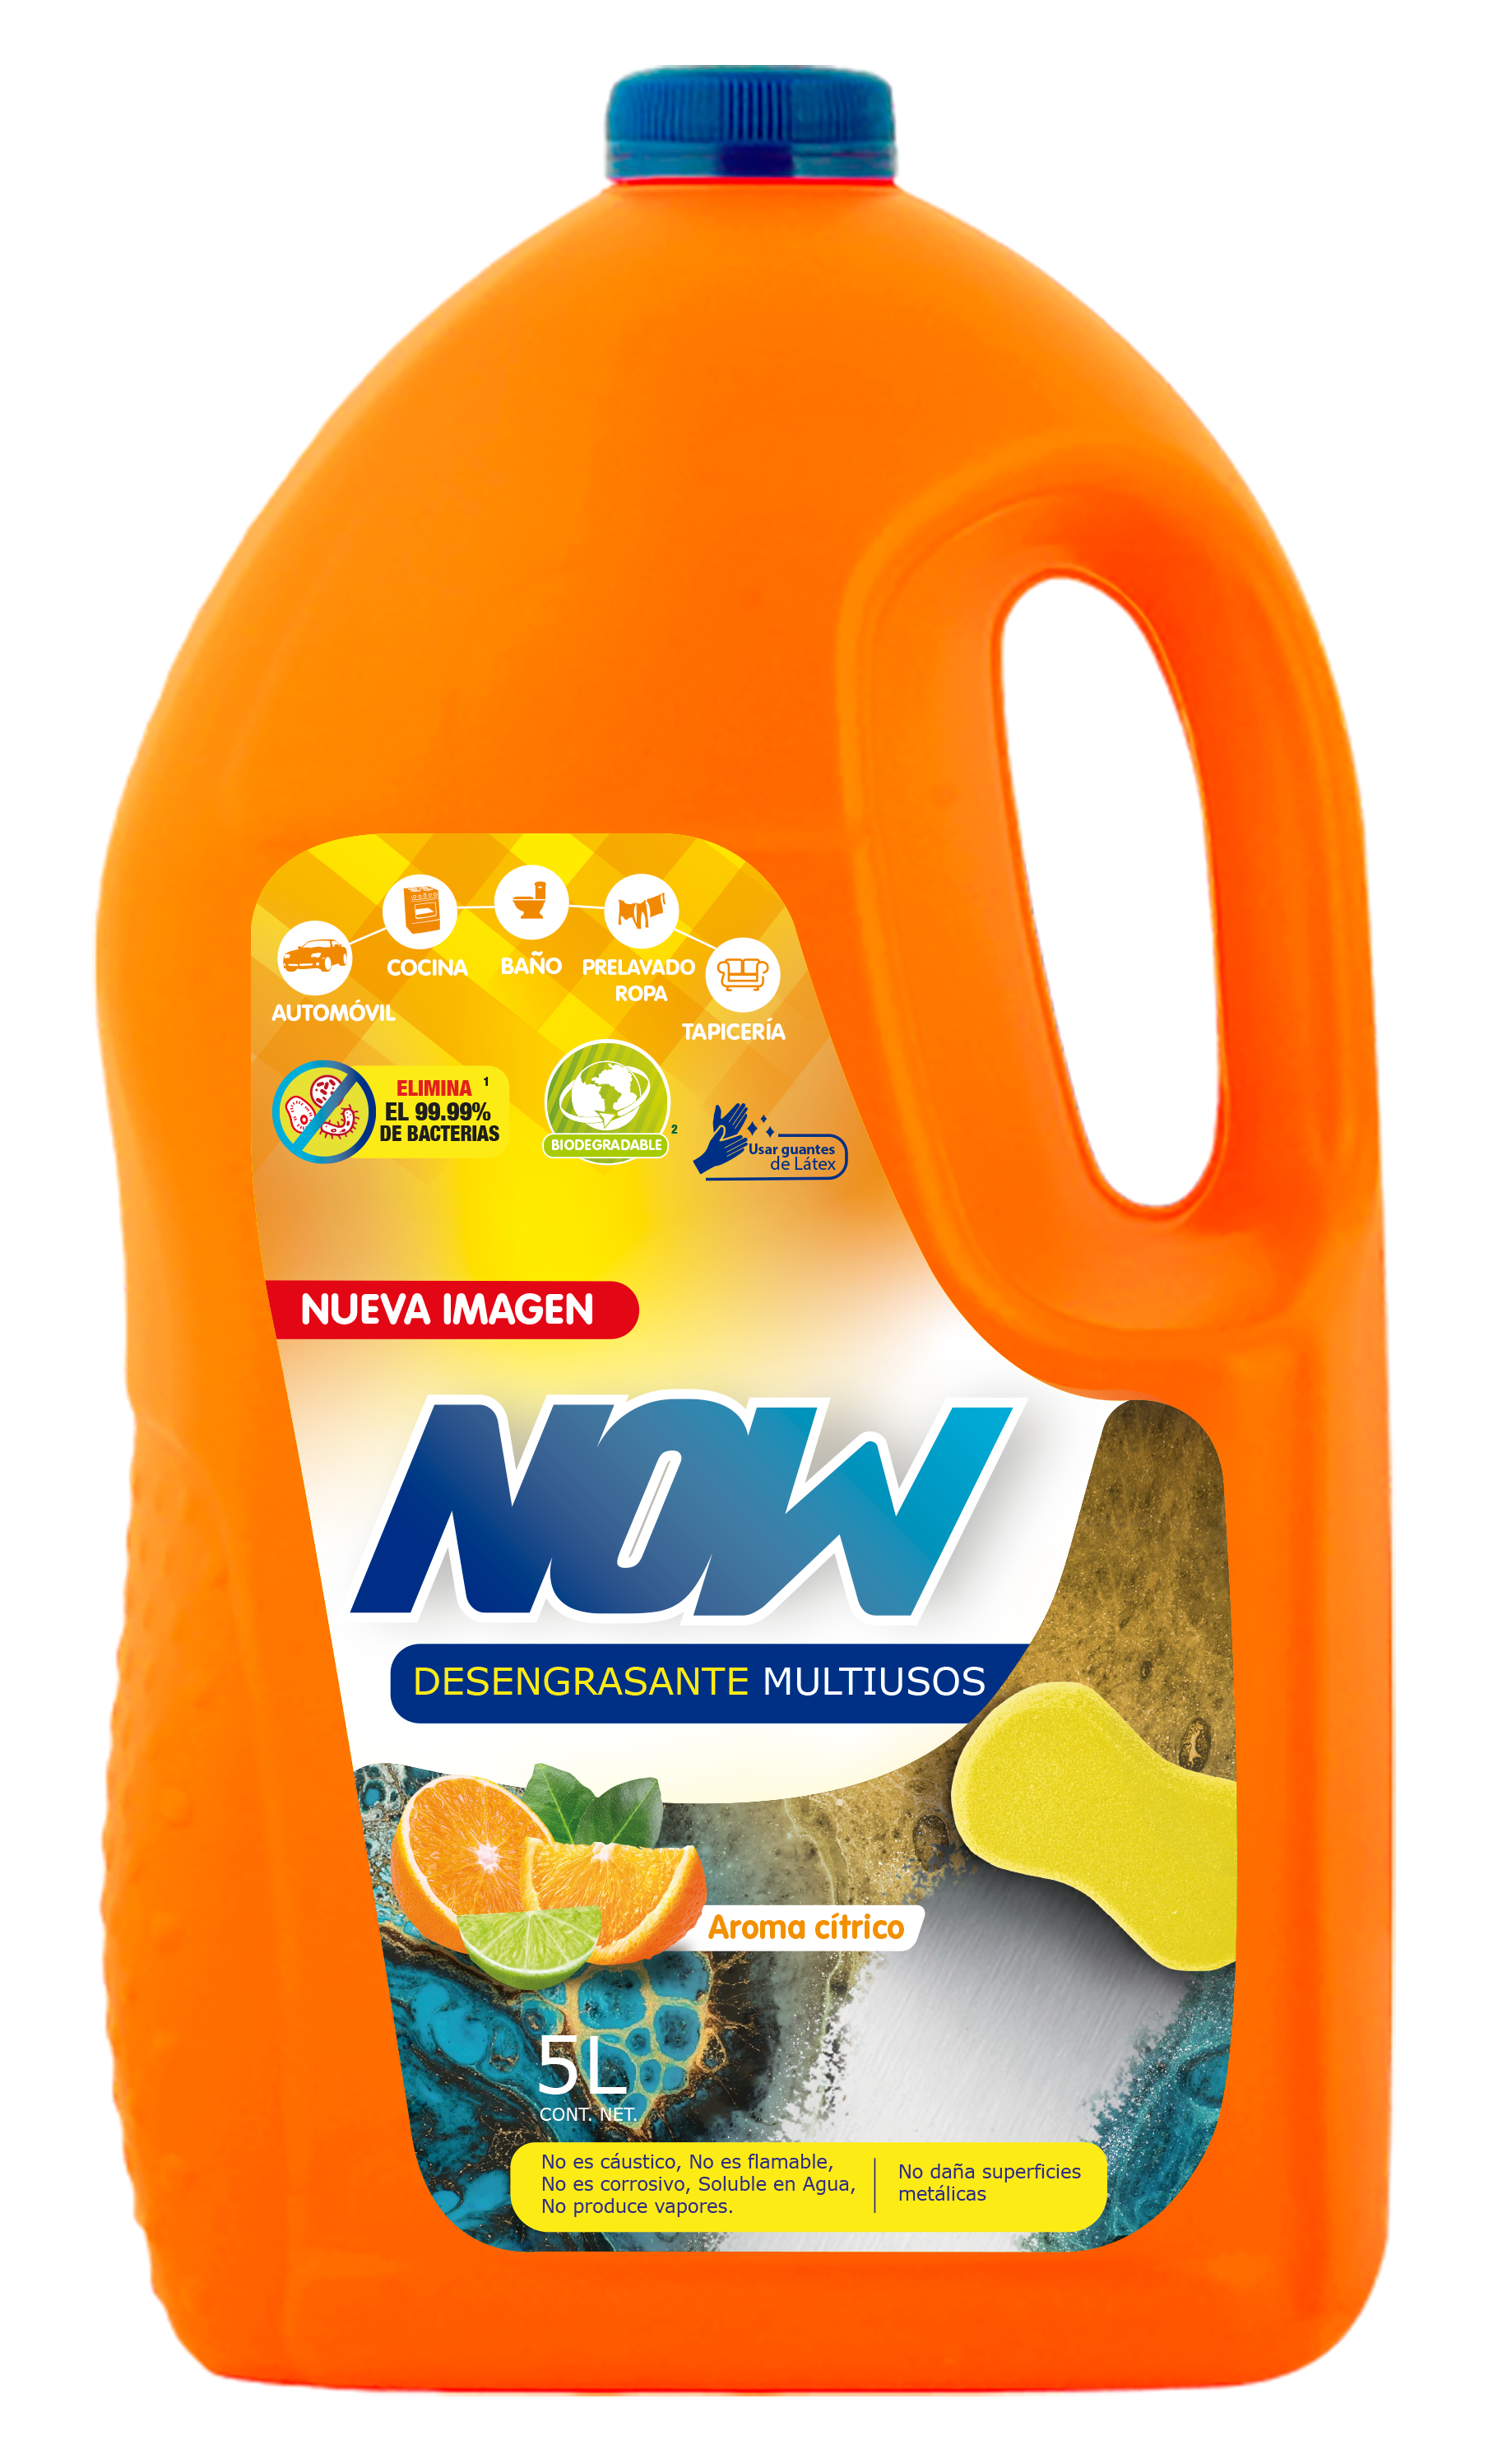 AUTOMÓVIL
COCINA
BAÑO
PRELAVADO
ROPA
TAPICERÍA
ELIMINA 1
EL 99.99%
DE BACTERIAS
BIODEGRADABLE 2
Usar guantes
de Látex
NUEVA IMAGEN
NOW
DESENGRASANTE MULTIUSOS
Aroma cítrico
5L
CONT. NET.
No es cáustico, No es flamable,
No es corrosivo, Soluble en Agua,
No produce vapores.
No daña superficies
metálicas